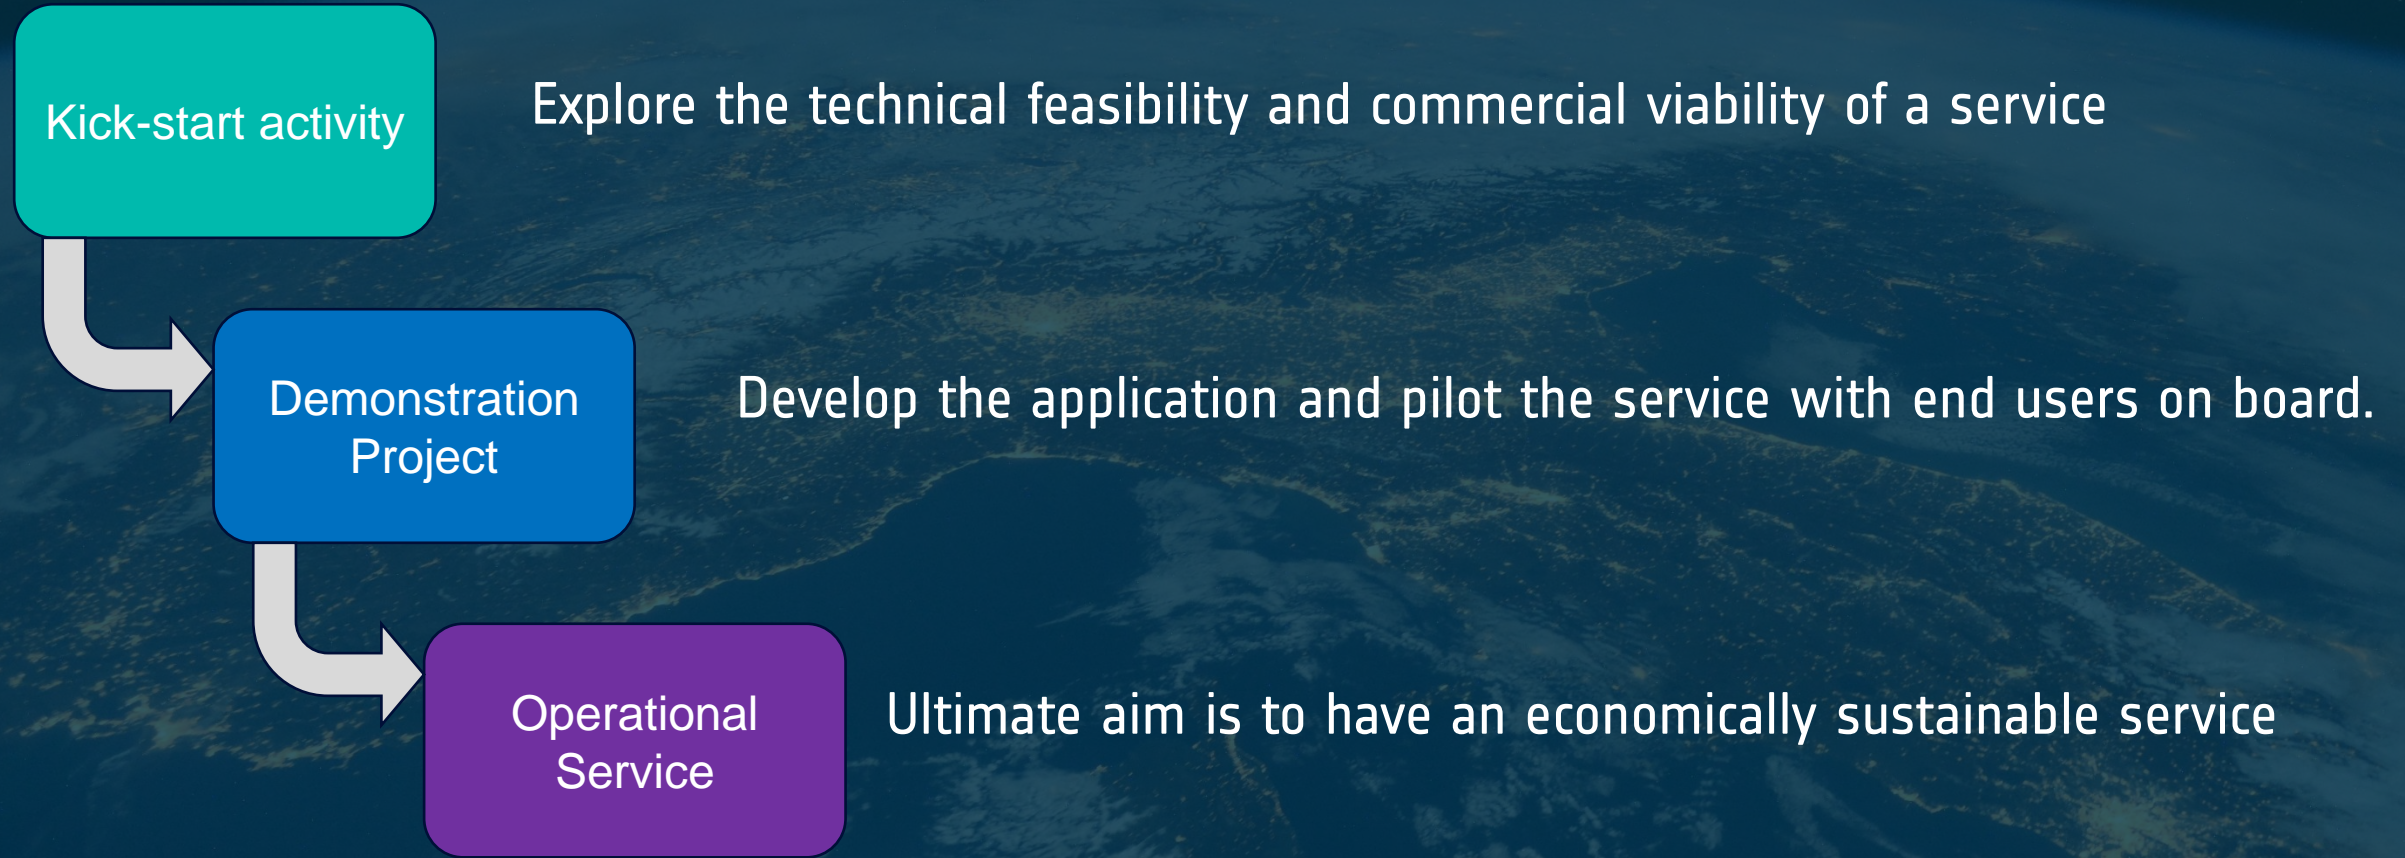 Kick-start activity
Explore the technical feasibility and commercial viability of a service
Demonstration
Project
Develop the application and pilot the service with end users on board.
Operational
Service
Ultimate aim is to have an economically sustainable service